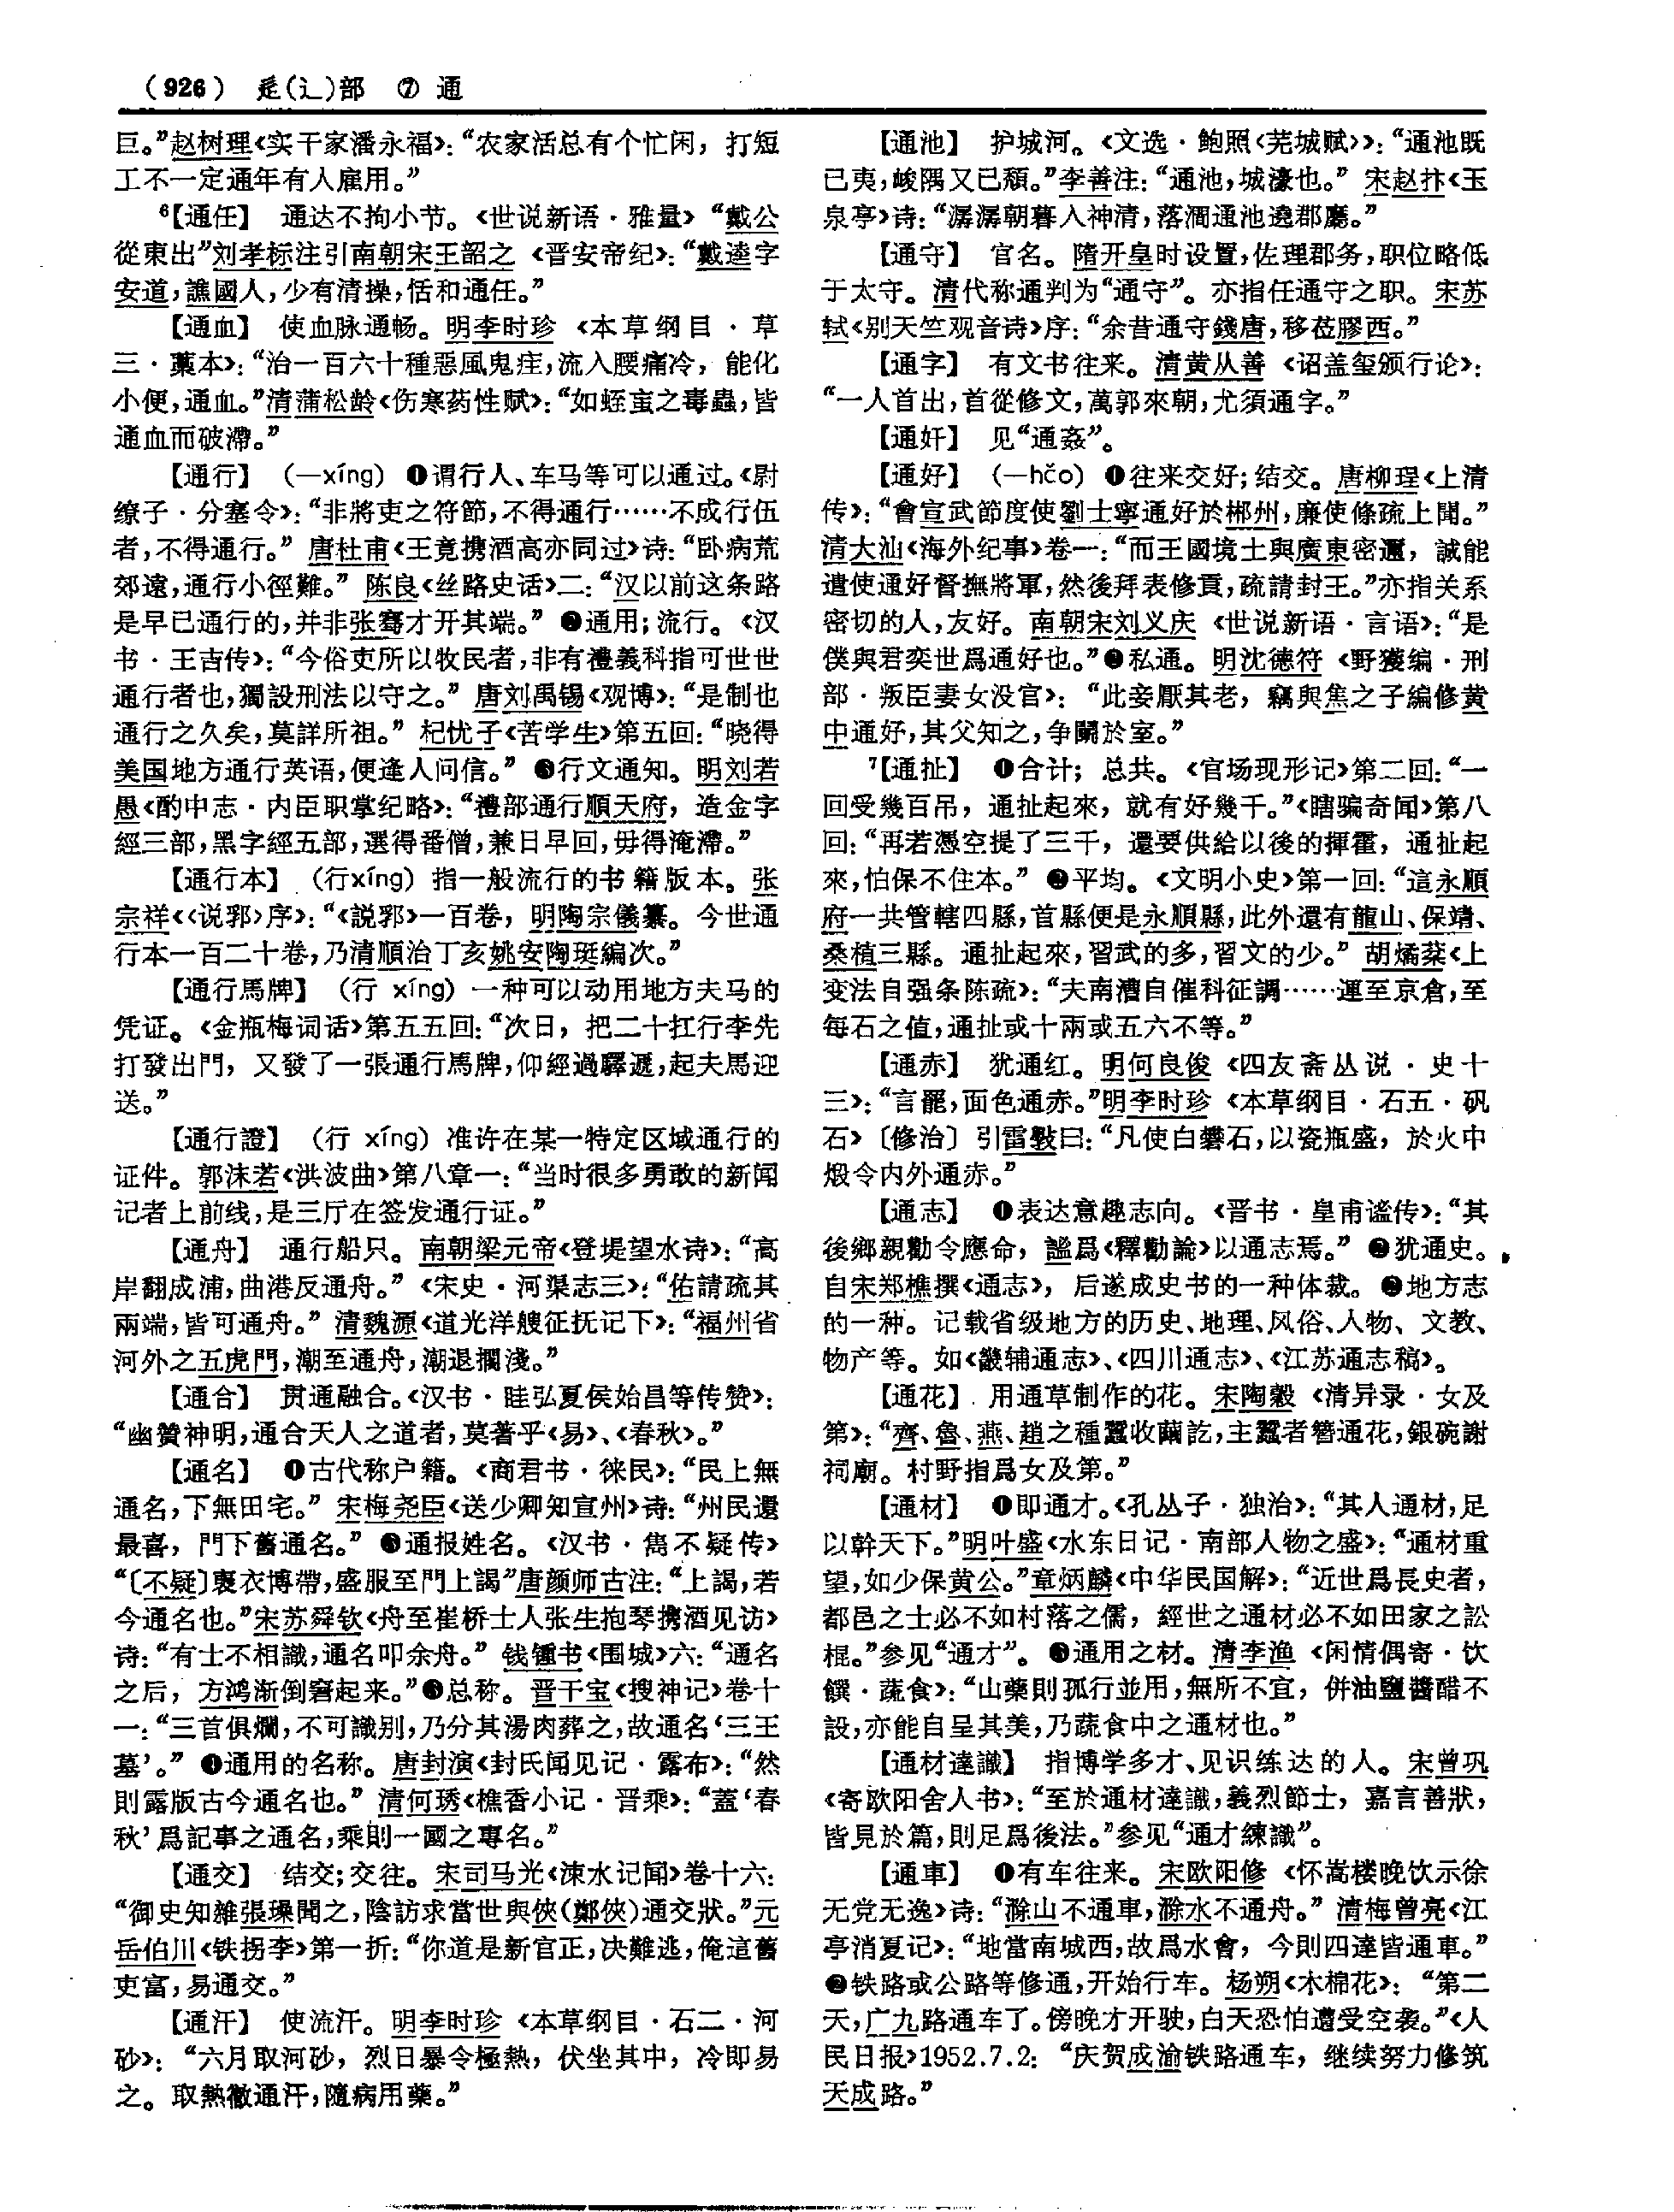 （926） 辵(辶)部 ⑦ 通
巨。”赵树理《实干家潘永福》：“农家活总有个忙闲，打短
工不一定通年有人雇用。”
⁶【通任】 通达不拘小节。《世说新语·雅量》“戴公
從東出”刘孝标注引南朝宋王韶之《晋安帝纪》：“戴逵字
安道，譙國人，少有清操，恬和通任。”
【通血】 使血脉通畅。明李时珍《本草纲目·草
三·藁本》：“治一百六十種惡風鬼疰，流入腰痛冷，能化
小便，通血。”清蒲松龄《伤寒药性赋》：“如蛭䖟之毒蟲，皆
通血而破滯。”
【通行】（—xíng）❶谓行人、车马等可以通过。《尉
缭子·分塞令》：“非將吏之符節，不得通行……不成行伍
者，不得通行。” 唐杜甫《王竟携酒高亦同过》诗：“卧病荒
郊遠，通行小徑難。” 陈良《丝路史话》二：“汉以前这条路
是早已通行的，并非张骞才开其端。” ❷通用；流行。《汉
书·王吉传》：“今俗吏所以牧民者，非有禮義科指可世世
通行者也，獨設刑法以守之。” 唐刘禹锡《观博》：“是制也
通行之久矣，莫詳所祖。” 杞忧子《苦学生》第五回：“晓得
美国地方通行英语，便逢人问信。” ❸行文通知。明刘若
愚《酌中志·内臣职掌纪略》：“禮部通行順天府，造金字
經三部，黑字經五部，選得番僧，兼日早回，毋得淹滯。”
【通行本】（行xíng）指一般流行的书籍版本。张
宗祥《〈说郛〉序》：“《説郛》一百卷，明陶宗儀纂。今世通
行本一百二十卷，乃清順治丁亥姚安陶珽編次。”
【通行馬牌】（行 xíng）一种可以动用地方夫马的
凭证。《金瓶梅词话》第五五回：“次日，把二十扛行李先
打發出門，又發了一張通行馬牌，仰經過驛遞，起夫馬迎
送。”
【通行證】（行 xíng）准许在某一特定区域通行的
证件。郭沫若《洪波曲》第八章一：“当时很多勇敢的新闻
记者上前线，是三厅在签发通行证。”
【通舟】 通行船只。南朝梁元帝《登堤望水诗》：“高
岸翻成浦，曲港反通舟。”《宋史·河渠志三》：“佑請疏其
兩端，皆可通舟。” 清魏源《道光洋艘征抚记下》：“福州省
河外之五虎門，潮至通舟，潮退擱淺。”
【通合】 贯通融合。《汉书·眭弘夏侯始昌等传赞》：
“幽贊神明，通合天人之道者，莫著乎《易》、《春秋》。”
【通名】 ❶古代称户籍。《商君书·徕民》：“民上無
通名，下無田宅。” 宋梅尧臣《送少卿知宣州》诗：“州民還
最喜，門下舊通名。” ❷通报姓名。《汉书·隽不疑传》
“〔不疑〕褒衣博帶，盛服至門上謁”唐颜师古注：“上謁，若
今通名也。”宋苏舜钦《舟至崔桥士人张生抱琴携酒见访》
诗：“有士不相識，通名叩余舟。” 钱锺书《围城》六：“通名
之后，方鸿渐倒窘起来。”❸总称。晋干宝《搜神记》卷十
一：“三首俱爛，不可識别，乃分其湯肉葬之，故通名‘三王
墓’。” ❹通用的名称。唐封演《封氏闻见记·露布》：“然
則露版古今通名也。” 清何琇《樵香小记·晋乘》：“蓋‘春
秋’爲記事之通名，乘則一國之專名。”
【通交】 结交；交往。宋司马光《涑水记闻》卷十六：
“御史知雜張璪聞之，陰訪求當世與俠（鄭俠）通交狀。”元
岳伯川《铁拐李》第一折：“你道是新官正，决難逃，俺這舊
吏富，易通交。”
【通汗】 使流汗。明李时珍《本草纲目·石二·河
砂》：“六月取河砂，烈日暴令極熱，伏坐其中，冷即易
之。取熱徹通汗，隨病用藥。”
【通池】 护城河。《文选·鲍照〈芜城赋〉》：“通池既
已夷，峻隅又已頽。”李善注：“通池，城濠也。” 宋赵抃《玉
泉亭》诗：“潺潺朝暮入神清，落澗通池遶郡廳。”
【通守】 官名。隋开皇时设置，佐理郡务，职位略低
于太守。清代称通判为“通守”。亦指任通守之职。宋苏
轼《别天竺观音诗》序：“余昔通守錢唐，移莅膠西。”
【通字】 有文书往来。清黄从善《诏盖玺颁行论》：
“一人首出，首從修文，萬郭來朝，尤須通字。”
【通奸】 见“通姦”。
【通好】（—hǎo）❶往来交好；结交。唐柳珵《上清
传》：“會宣武節度使劉士寧通好於郴州，廉使條疏上聞。”
清大汕《海外纪事》卷一：“而王國境土與廣東密邇，誠能
遣使通好督撫將軍，然後拜表修貢，疏請封王。”亦指关系
密切的人，友好。南朝宋刘义庆《世说新语·言语》：“是
僕與君奕世爲通好也。”❷私通。明沈德符《野獲编·刑
部·叛臣妻女没官》：“此妾厭其老，竊與焦之子編修黄
中通好，其父知之，争鬭於室。”
⁷【通扯】 ❶合计；总共。《官场现形记》第二回：“一
回受幾百吊，通扯起來，就有好幾千。”《瞎骗奇闻》第八
回：“再若憑空提了三千，還要供給以後的揮霍，通扯起
來，怕保不住本。” ❷平均。《文明小史》第一回：“這永順
府一共管轄四縣，首縣便是永順縣，此外還有龍山、保靖、
桑植三縣。通扯起來，習武的多，習文的少。” 胡燏棻《上
变法自强条陈疏》：“夫南漕自催科征調……運至京倉，至
每石之值，通扯或十兩或五六不等。”
【通赤】 犹通红。明何良俊《四友斋丛说·史十
三》：“言罷，面色通赤。”明李时珍《本草纲目·石五·矾
石》〔修治〕引雷斅曰：“凡使白礬石，以瓷瓶盛，於火中
煅令内外通赤。”
【通志】 ❶表达意趣志向。《晋书·皇甫谧传》：“其
後鄉親勸令應命，謐爲《釋勸論》以通志焉。” ❷犹通史。
自宋郑樵撰《通志》，后遂成史书的一种体裁。❸地方志
的一种。记载省级地方的历史、地理、风俗、人物、文教、
物产等。如《畿辅通志》、《四川通志》、《江苏通志稿》。
【通花】 用通草制作的花。宋陶穀《清异录·女及
第》：“齊、魯、燕、趙之種蠶收繭訖，主蠶者簪通花，銀碗謝
祠廟。村野指爲女及第。”
【通材】 ❶即通才。《孔丛子·独治》：“其人通材，足
以幹天下。”明叶盛《水东日记·南部人物之盛》：“通材重
望，如少保黄公。”章炳麟《中华民国解》：“近世爲長史者，
都邑之士必不如村落之儒，經世之通材必不如田家之訟
棍。”参见“通才”。❷通用之材。清李渔《闲情偶寄·饮
馔·蔬食》：“山藥則孤行並用，無所不宜，併油鹽醬醋不
設，亦能自呈其美，乃蔬食中之通材也。”
【通材達識】 指博学多才、见识练达的人。宋曾巩
《寄欧阳舍人书》：“至於通材達識，義烈節士，嘉言善狀，
皆見於篇，則足爲後法。”参见“通才練識”。
【通車】 ❶有车往来。宋欧阳修《怀嵩楼晚饮示徐
无党无逸》诗：“滁山不通車，滁水不通舟。” 清梅曾亮《江
亭消夏记》：“地當南城西，故爲水會，今則四達皆通車。”
❷铁路或公路等修通，开始行车。杨朔《木棉花》：“第二
天，广九路通车了。傍晚才开驶，白天恐怕遭受空袭。”《人
民日报》1952.7.2：“庆贺成渝铁路通车，继续努力修筑
天成路。”